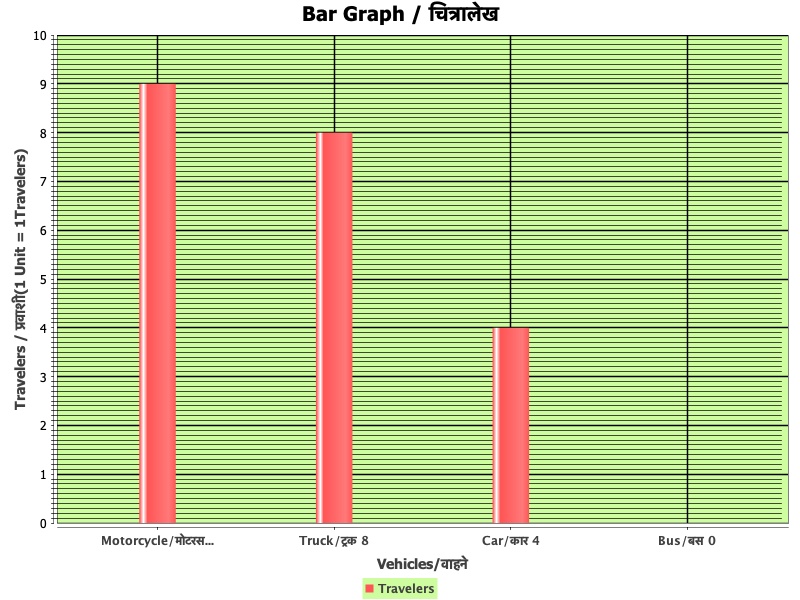 Bar Graph / चित्रालेख
Travelers / प्रवाशी(1 Unit = 1Travelers)
10
9
8
7
6
5
4
3
2
1
0
Motorcycle/मोटरस... Truck/ट्रक 8 Car/कार 4 Bus/बस 0
Vehicles/वाहने
Travelers